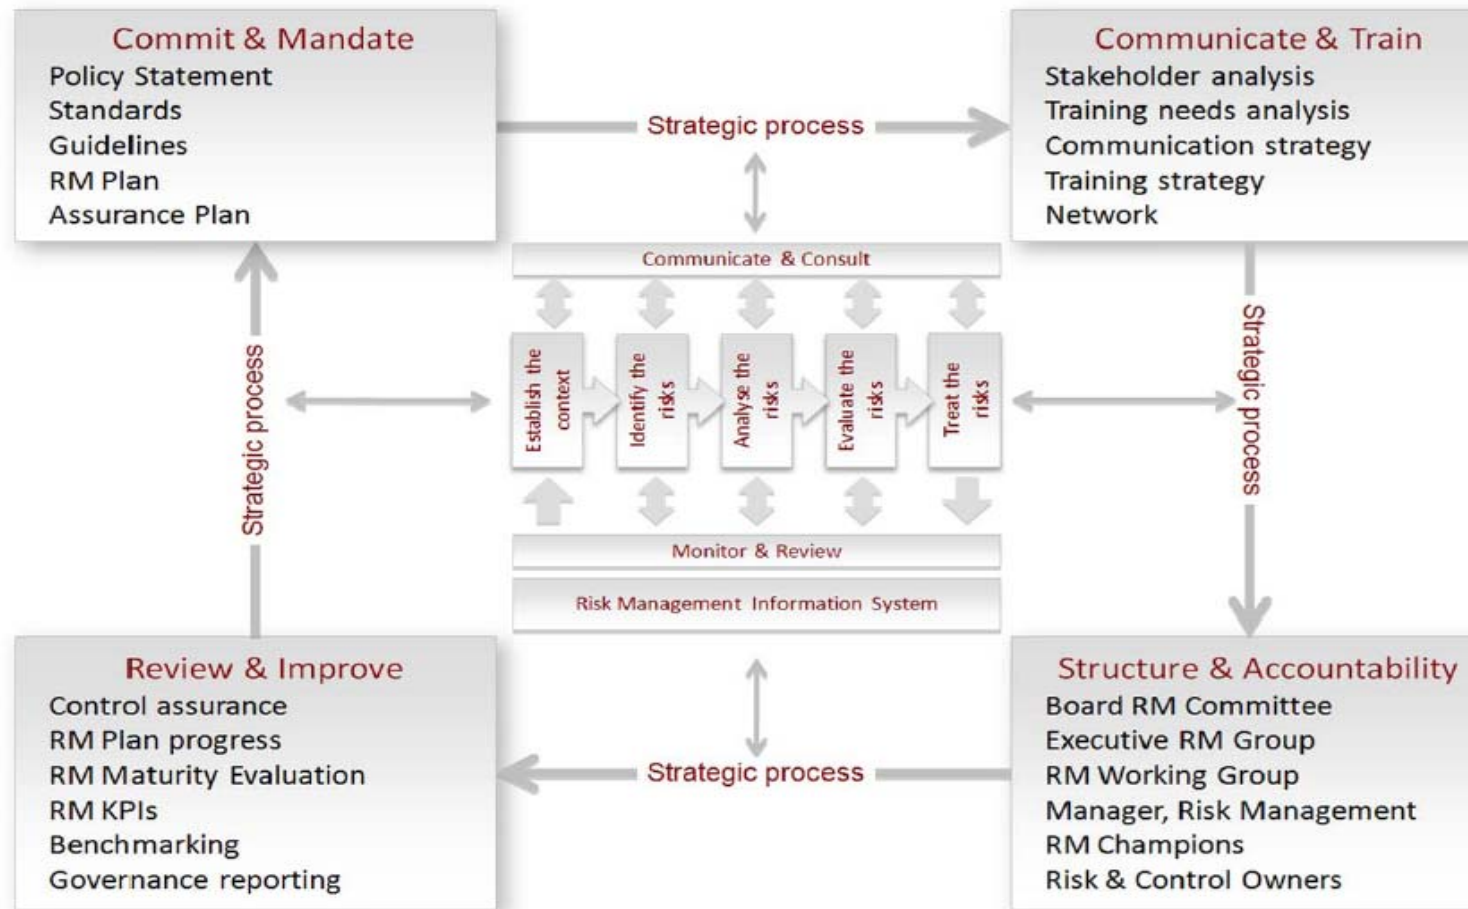 Commit & Mandate
Policy Statement
Standards
Guidelines
RM Plan
Assurance Plan
Strategic process
Communicate & Train
Stakeholder analysis
Training needs analysis
Communication strategy
Training strategy
Network
Communicate & Consult
Strategic process
Establish the
context
Identify the
risks
Analyse the
risks
Evaluate the
risks
Treat the
risks
Strategic process
Monitor & Review
Risk Management Information System
Review & Improve
Control assurance
RM Plan progress
RM Maturity Evaluation
RM KPIs
Benchmarking
Governance reporting
Strategic process
Structure & Accountability
Board RM Committee
Executive RM Group
RM Working Group
Manager, Risk Management
RM Champions
Risk & Control Owners